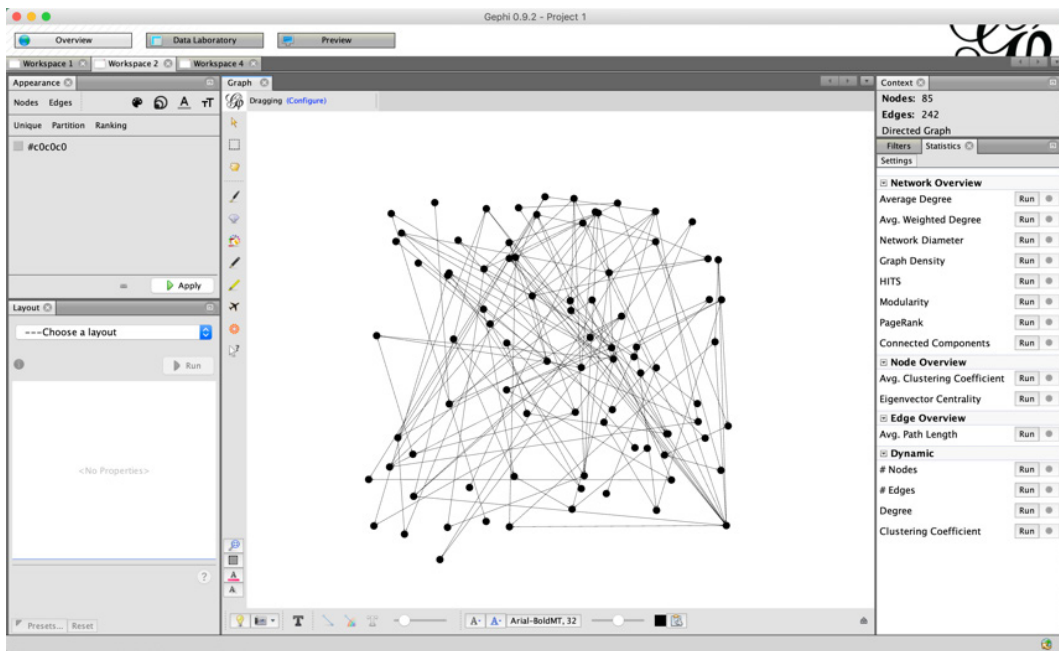 Gephi 0.9.2 - Project 1
Overview
Data Laboratory
Preview
Workspace 1
Workspace 2
Workspace 4
Appearance
Nodes Edges
T
Unique Partition Ranking
#c0c0c0
Apply
Layout
---Choose a layout
Run
<No Properties>
?
Presets... Reset
Graph
Dragging (Configure)
A
A
T
A- A- Arial-BoldMT, 32
Context
Nodes: 85
Edges: 242
Directed Graph
Filters Statistics
Settings
Network Overview
Average Degree Run
Avg. Weighted Degree Run
Network Diameter Run
Graph Density Run
HITS Run
Modularity Run
PageRank Run
Connected Components Run
Node Overview
Avg. Clustering Coefficient Run
Eigenvector Centrality Run
Edge Overview
Avg. Path Length Run
Dynamic
# Nodes Run
# Edges Run
Degree Run
Clustering Coefficient Run